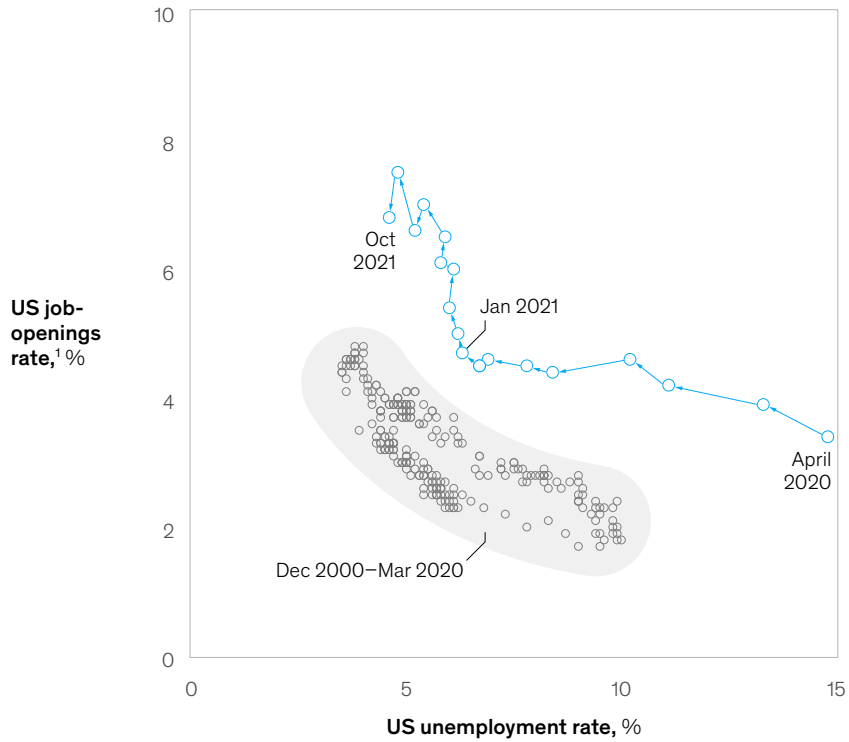 10
8
6
4
2
0
US job-
openings
rate,¹ %
Oct
2021
Jan 2021
April
2020
Dec 2000–Mar 2020
0
5
10
15
US unemployment rate, %